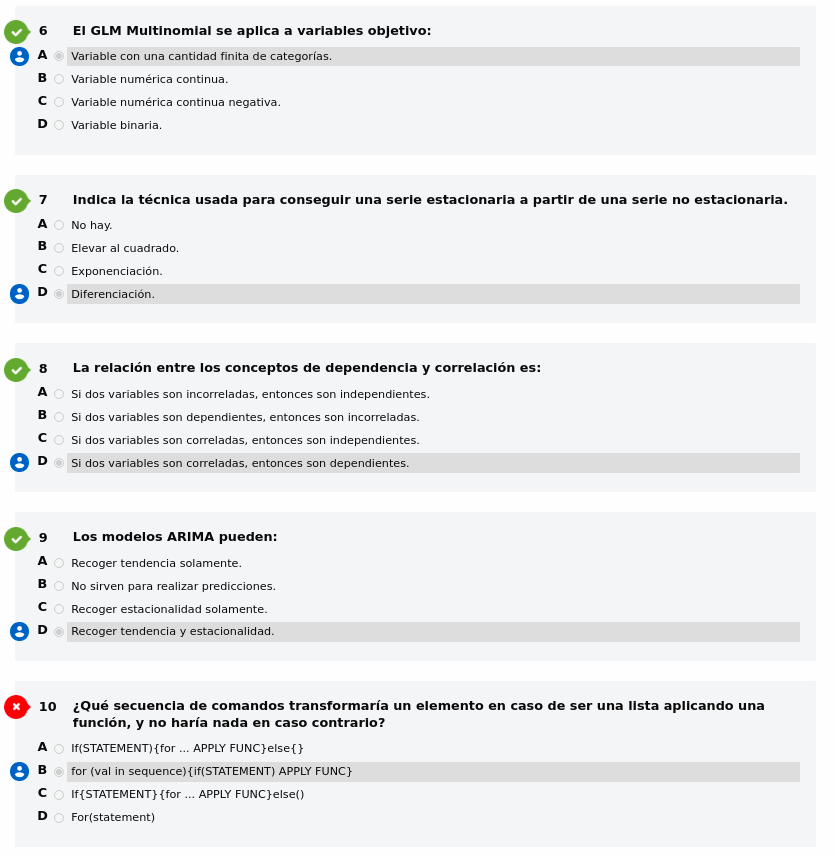 6 El GLM Multinomial se aplica a variables objetivo:
A Variable con una cantidad finita de categorías.
B Variable numérica continua.
C Variable numérica continua negativa.
D Variable binaria.
7 Indica la técnica usada para conseguir una serie estacionaria a partir de una serie no estacionaria.
A No hay.
B Elevar al cuadrado.
C Exponenciación.
D Diferenciación.
8 La relación entre los conceptos de dependencia y correlación es:
A Si dos variables son incorreladas, entonces son independientes.
B Si dos variables son dependientes, entonces son incorreladas.
C Si dos variables son correladas, entonces son independientes.
D Si dos variables son correladas, entonces son dependientes.
9 Los modelos ARIMA pueden:
A Recoger tendencia solamente.
B No sirven para realizar predicciones.
C Recoger estacionalidad solamente.
D Recoger tendencia y estacionalidad.
10 ¿Qué secuencia de comandos transformaría un elemento en caso de ser una lista aplicando una
función, y no haría nada en caso contrario?
A If(STATEMENT){for ... APPLY FUNC}else{}
B for (val in sequence){if(STATEMENT) APPLY FUNC}
C If{STATEMENT}{for ... APPLY FUNC}else()
D For(statement)